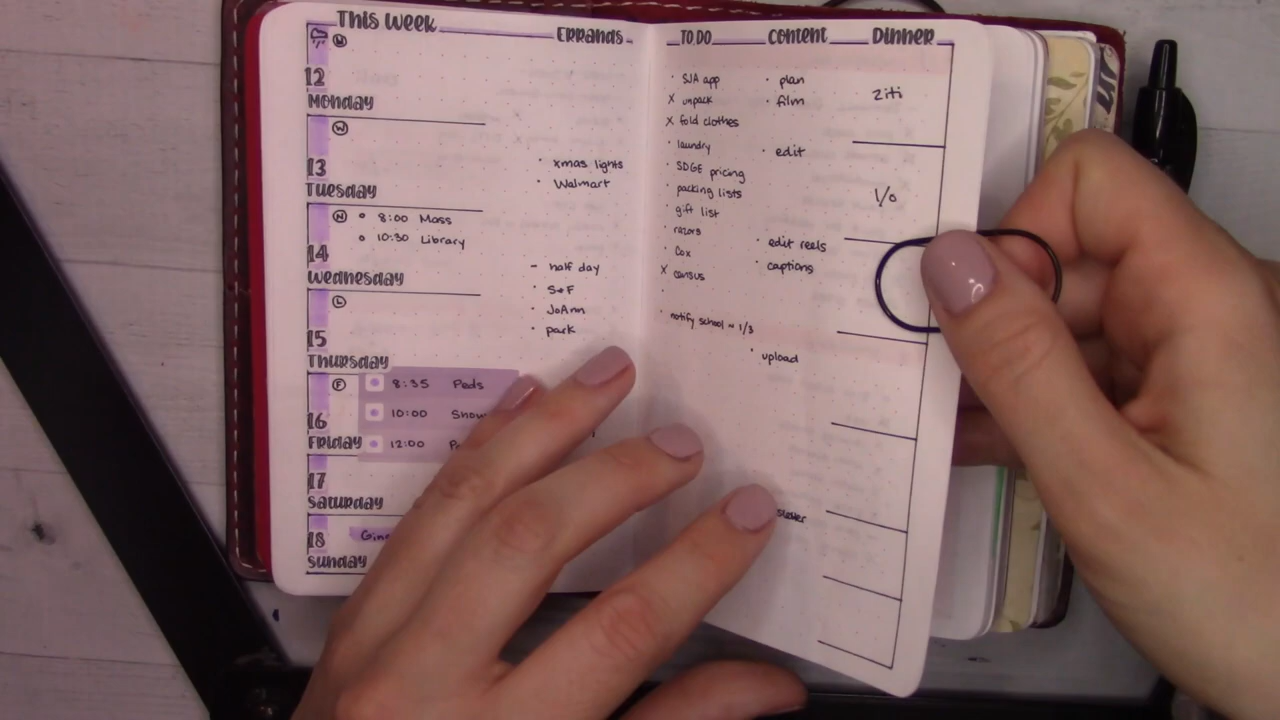 This Week
Errands
W
12
Monday
W
13
Tuesday
xmas lights
Walmart
N
8:00 Mass
10:30 Library
14
Wednesday
- half day
S+F
JoAnn
park
L
15
Thursday
F
8:35 Peds
10:00 Snow
12:00
16
Friday
17
Saturday
18
Sunday
TO DO
SJA app
X unpack
X fold clothes
laundry
SDGE pricing
packing lists
gift list
razors
Cox
X census
notify school ~ 1/3
Content
plan
film
edit
edit reels
captions
upload
Dinner
ziti
l/o